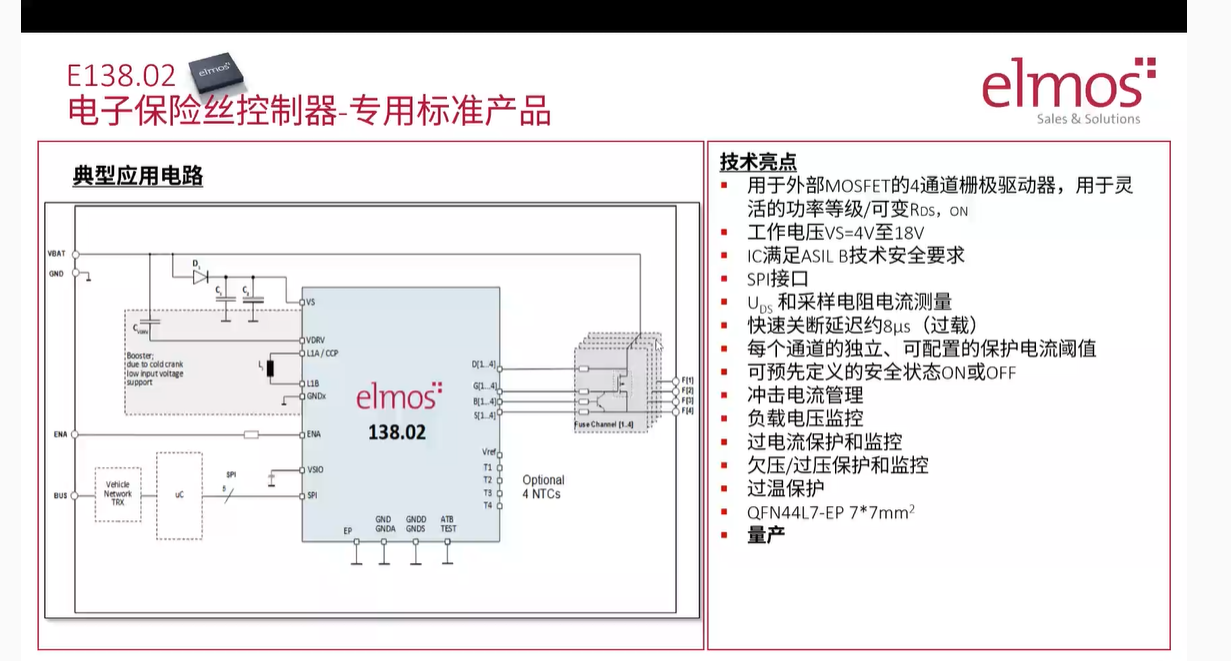 E138.02
elmos
电子保险丝控制器-专用标准产品
elmos
Sales & Solutions
典型应用电路
VBAT
GND
D1
C1
C2
VS
CVDRV
VDRV
Booster;
due to cold crank
low input voltage
support
L1
L1A / CCP
L1B
GNDx
ENA
ENA
VSIO
BUS
Vehicle
Network
TRX
uC
SPI
5
SPI
elmos
138.02
D[1...4]
G[1...4]
B[1...4]
S[1...4]
Vref
T1
T2
T3
T4
Optional
4 NTCs
Fuse Channel [1..4]
F[1]
F[2]
F[3]
F[4]
EP
GND
GNDA
GNDD
GNDS
ATB
TEST
技术亮点
用于外部MOSFET的4通道栅极驱动器，用于灵
活的功率等级/可变RDS，ON
工作电压VS=4V至18V
IC满足ASIL B技术安全要求
SPI接口
UDS 和采样电阻电流测量
快速关断延迟约8µs（过载）
每个通道的独立、可配置的保护电流阈值
可预先定义的安全状态ON或OFF
冲击电流管理
负载电压监控
过电流保护和监控
欠压/过压保护和监控
过温保护
QFN44L7-EP 7*7mm²
量产